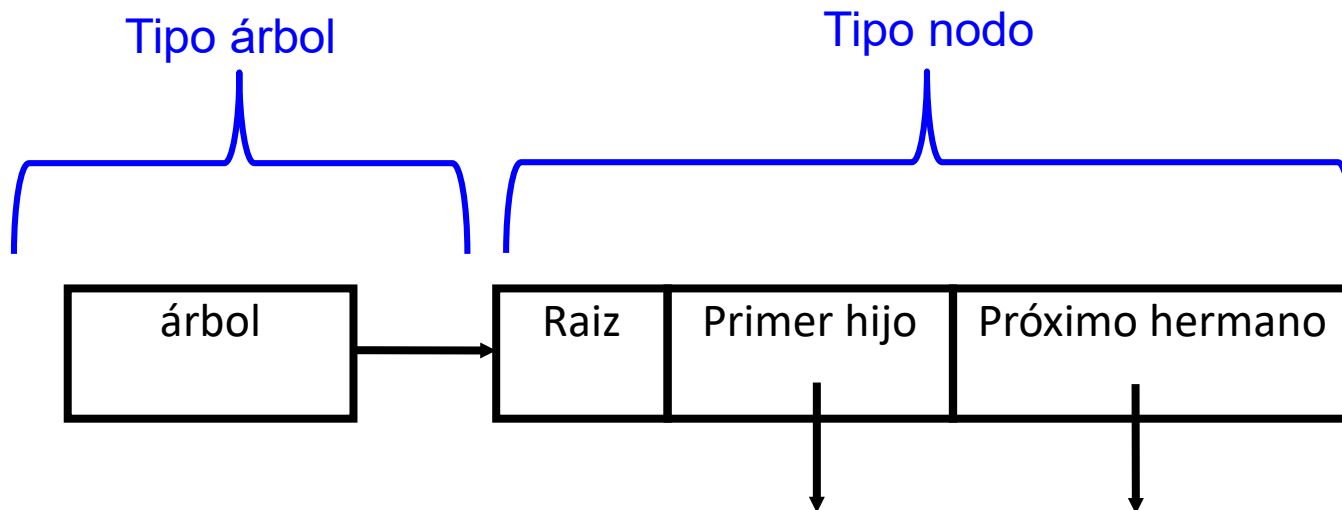 Tipo árbol
Tipo nodo
árbol
Raiz
Primer hijo
Próximo hermano